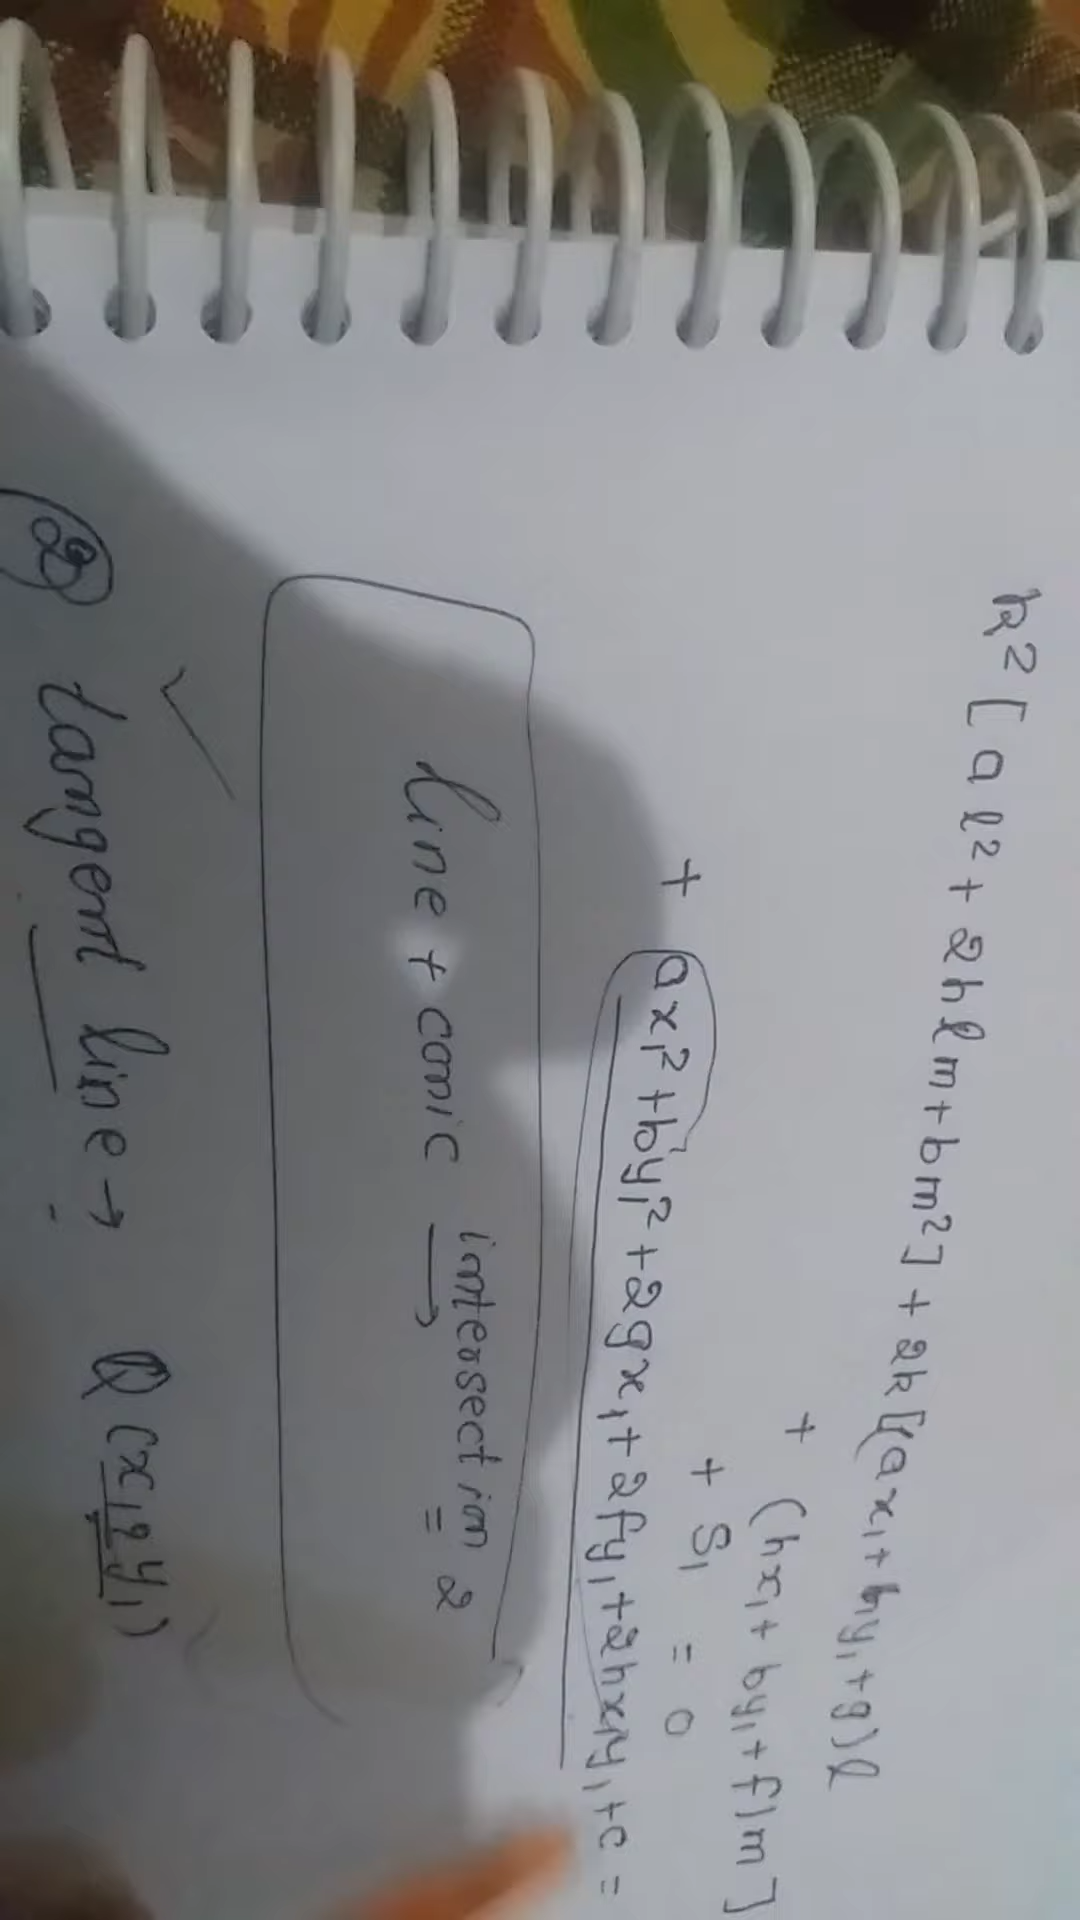 r²[al²+2hlm+bm²]+2r[(ax₁+hy₁+g)l
+ (hx₁+by₁+f)m]
+ S₁ = 0
+ ax₁²+by₁²+2gx₁+2fy₁+2hx₁y₁+c =
line + conic → intersection = 2
② tangent line → Q (x₁,y₁)